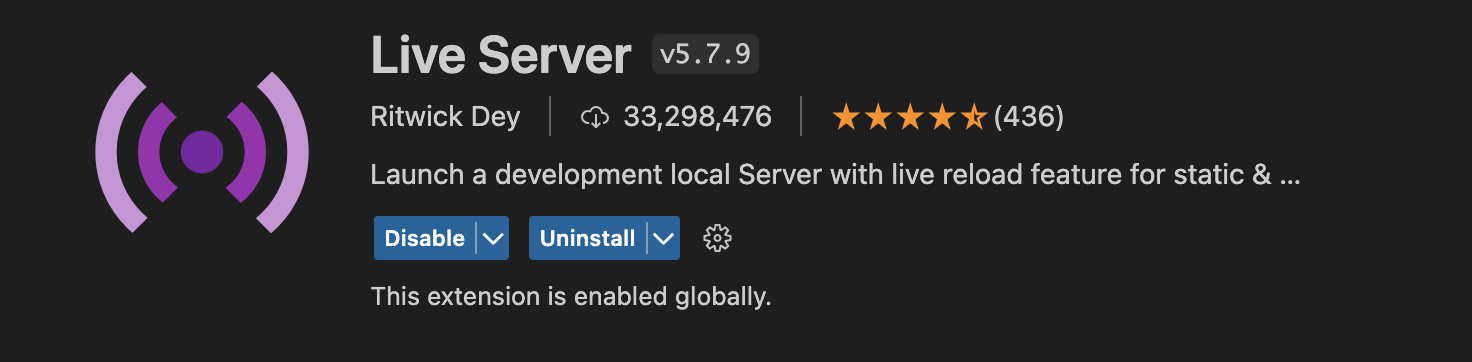 Live Server v5.7.9
Ritwick Dey 33,298,476 (436)
Launch a development local Server with live reload feature for static & ...
Disable Uninstall
This extension is enabled globally.